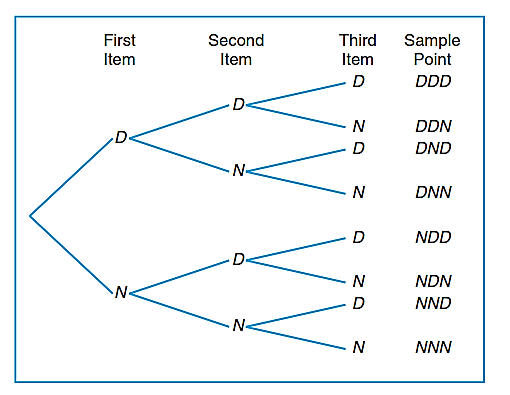 First Second Third Sample
Item Item Item Point
D DDD
D
N DDN
D DND
D
N
N DNN
D NDD
D
N NDN
N
D NND
N
N NNN